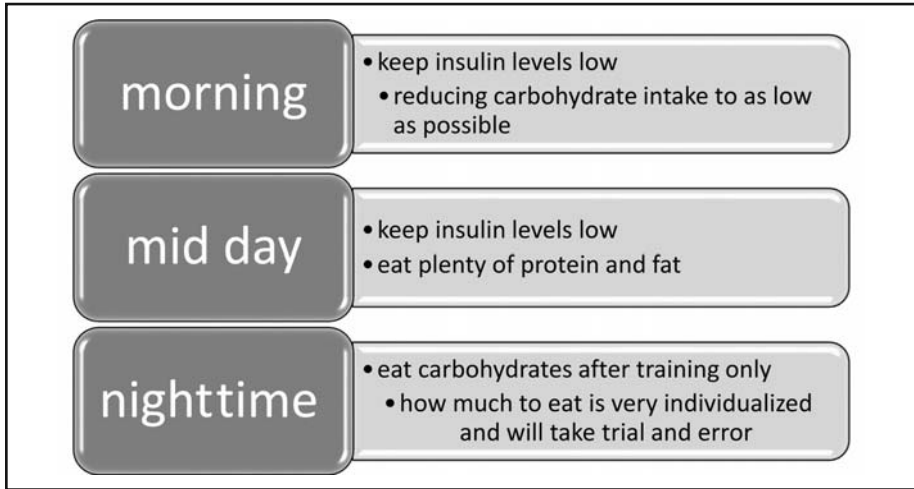 morning
• keep insulin levels low
• reducing carbohydrate intake to as low
as possible
mid day
• keep insulin levels low
• eat plenty of protein and fat
nighttime
• eat carbohydrates after training only
• how much to eat is very individualized
and will take trial and error